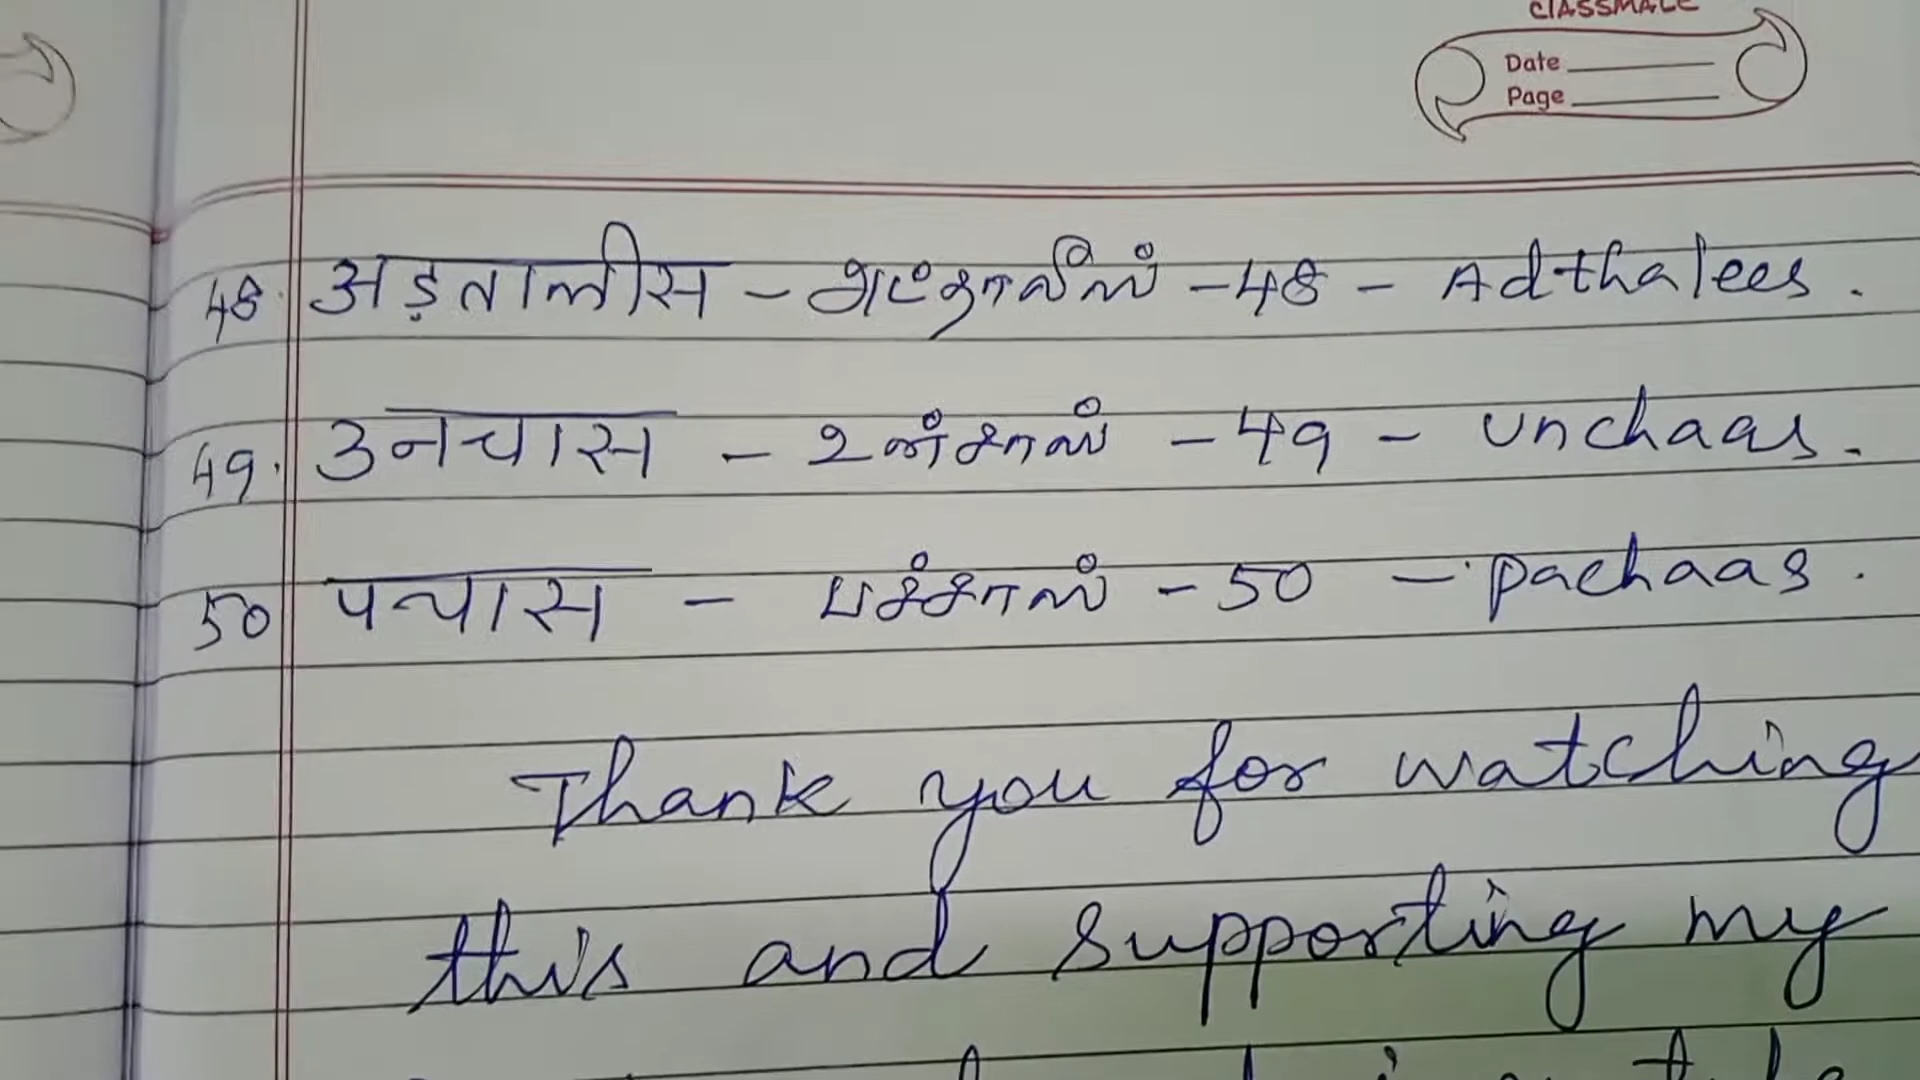 CLASSMATE
Date
Page
48. अड़तालीस - அட்தாலீஸ் - 48 - Adthalees.
49. उनचास - உன்சாஸ் - 49 - unchaas.
50 पचास - பச்சாஸ் - 50 - pachaas.
Thank you for watching
this and supporting my